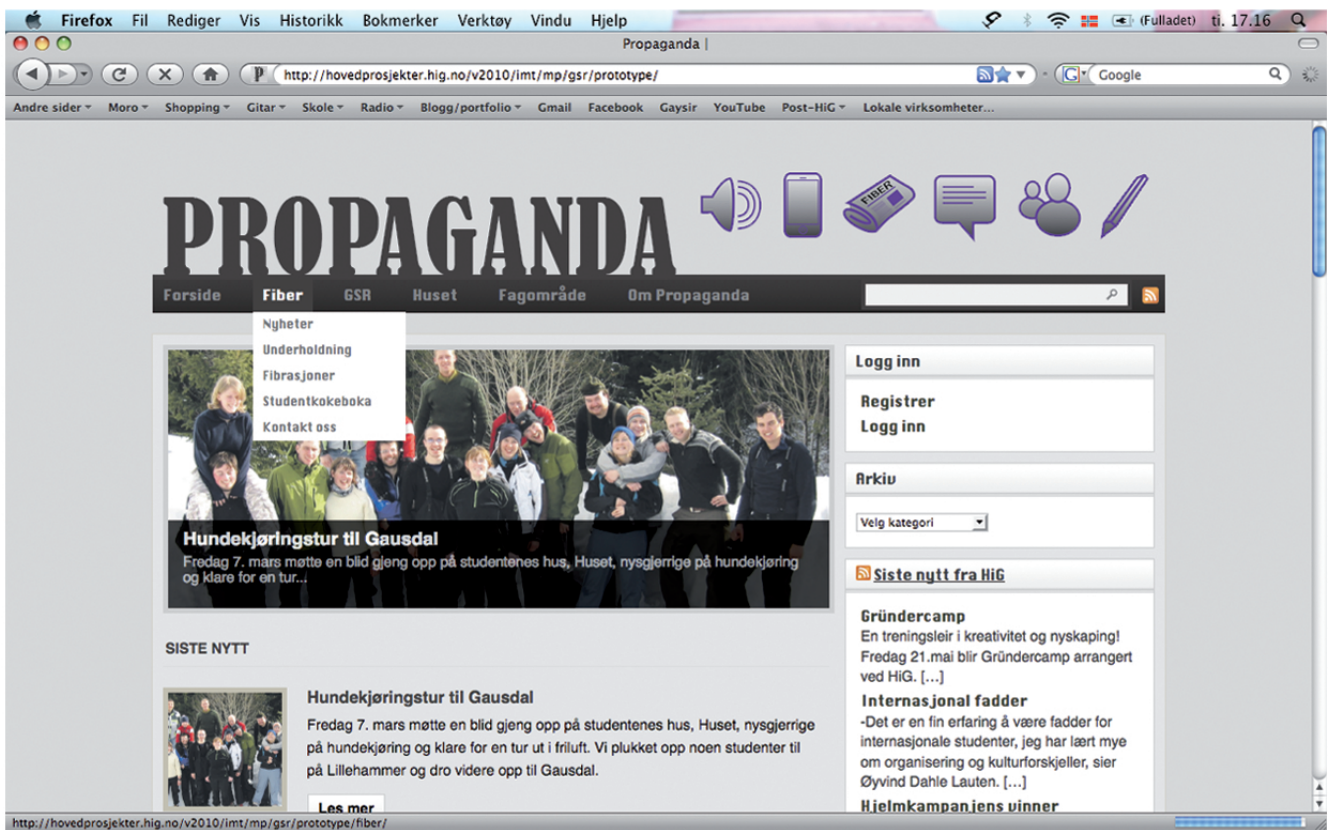 Firefox Fil Rediger Vis Historikk Bokmerker Verktøy Vindu Hjelp (Fulladet) ti. 17.16
Propaganda |
http://hovedprosjekter.hig.no/v2010/imt/mp/gsr/prototype/ Google
Andre sider Moro Shopping Gitar Skole Radio Blogg/portfolio Gmail Facebook Gaysir YouTube Post-HiG Lokale virksomheter...
FIBER
PROPAGANDA
Forside Fiber GSR Huset Fagområde Om Propaganda
Nyheter
Underholdning
Fibrasjoner
Studentkokeboka
Kontakt oss
Hundekjøringstur til Gausdal
Fredag 7. mars møtte en blid gjeng opp på studentenes hus, Huset, nysgjerrige på hundekjøring
og klare for en tur...
SISTE NYTT
Hundekjøringstur til Gausdal
Fredag 7. mars møtte en blid gjeng opp på studentenes hus, Huset, nysgjerrige
på hundekjøring og klare for en tur ut i friluft. Vi plukket opp noen studenter til
på Lillehammer og dro videre opp til Gausdal.
Les mer
Logg inn
Registrer
Logg inn
Arkiv
Velg kategori
Siste nytt fra HiG
Gründercamp
En treningsleir i kreativitet og nyskaping!
Fredag 21.mai blir Gründercamp arrangert
ved HiG. [...]
Internasjonal fadder
-Det er en fin erfaring å være fadder for
internasjonale studenter, jeg har lært mye
om organisering og kulturforskjeller, sier
Øyvind Dahle Lauten. [...]
Hjelmkampanjens vinner
http://hovedprosjekter.hig.no/v2010/imt/mp/gsr/prototype/fiber/